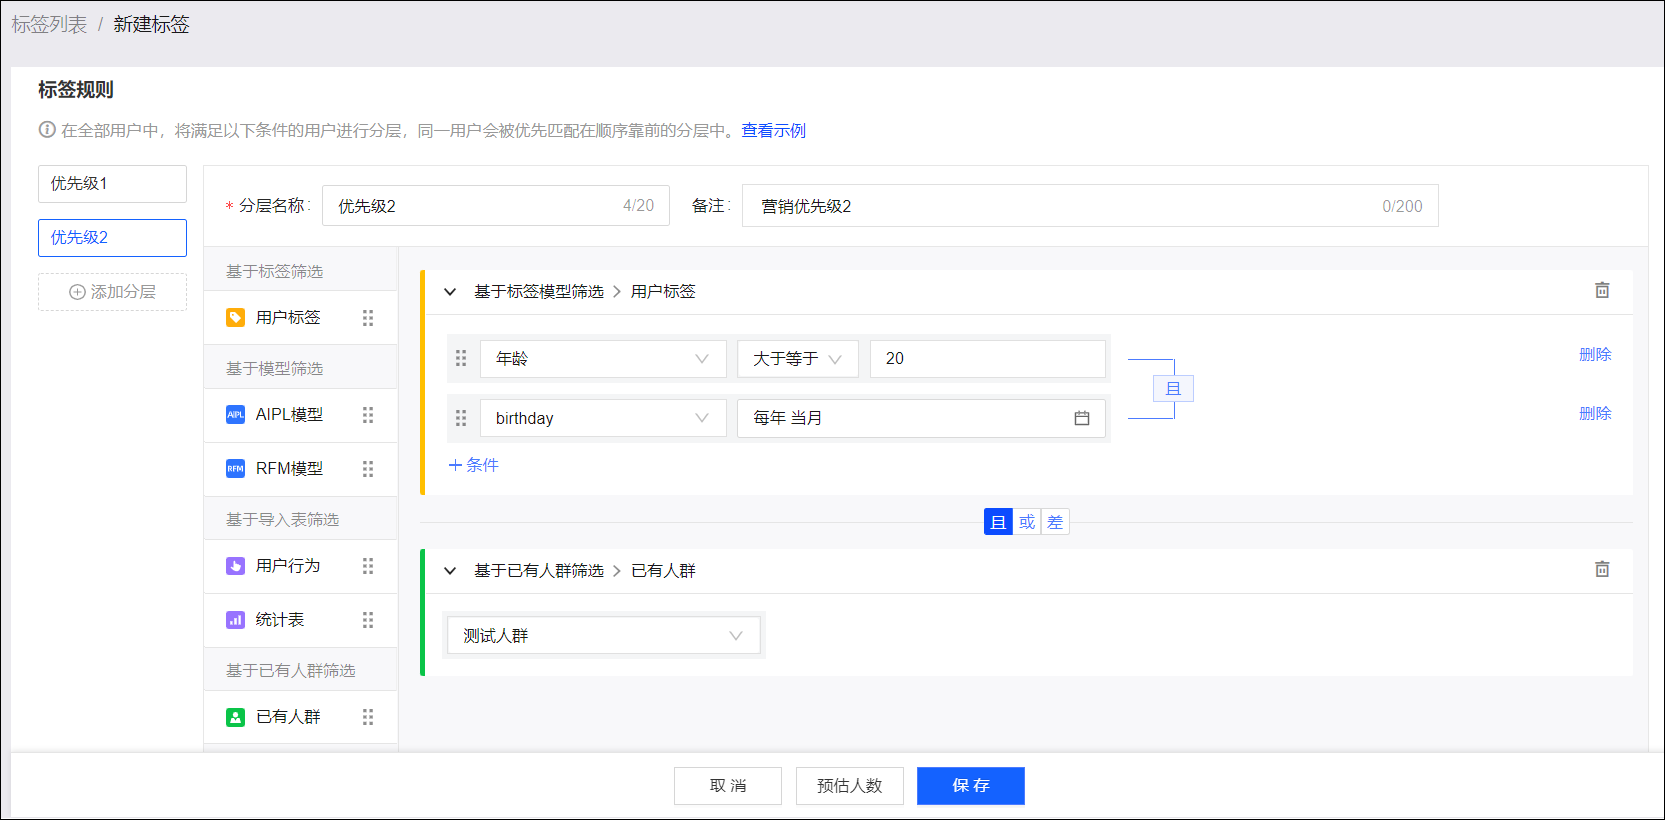 标签列表 / 新建标签
标签规则
在全部用户中，将满足以下条件的用户进行分层，同一用户会被优先匹配在顺序靠前的分层中。查看示例
优先级1
优先级2
添加分层
* 分层名称： 优先级2 4/20 备注： 营销优先级2 0/200
基于标签筛选
用户标签
基于模型筛选
AIPL AIPL模型
RFM RFM模型
基于导入表筛选
用户行为
统计表
基于已有人群筛选
已有人群
基于标签模型筛选 > 用户标签
年龄 大于等于 20 删除
且
birthday 每年 当月 删除
+ 条件
且 或 差
基于已有人群筛选 > 已有人群
测试人群
取 消 预估人数 保 存